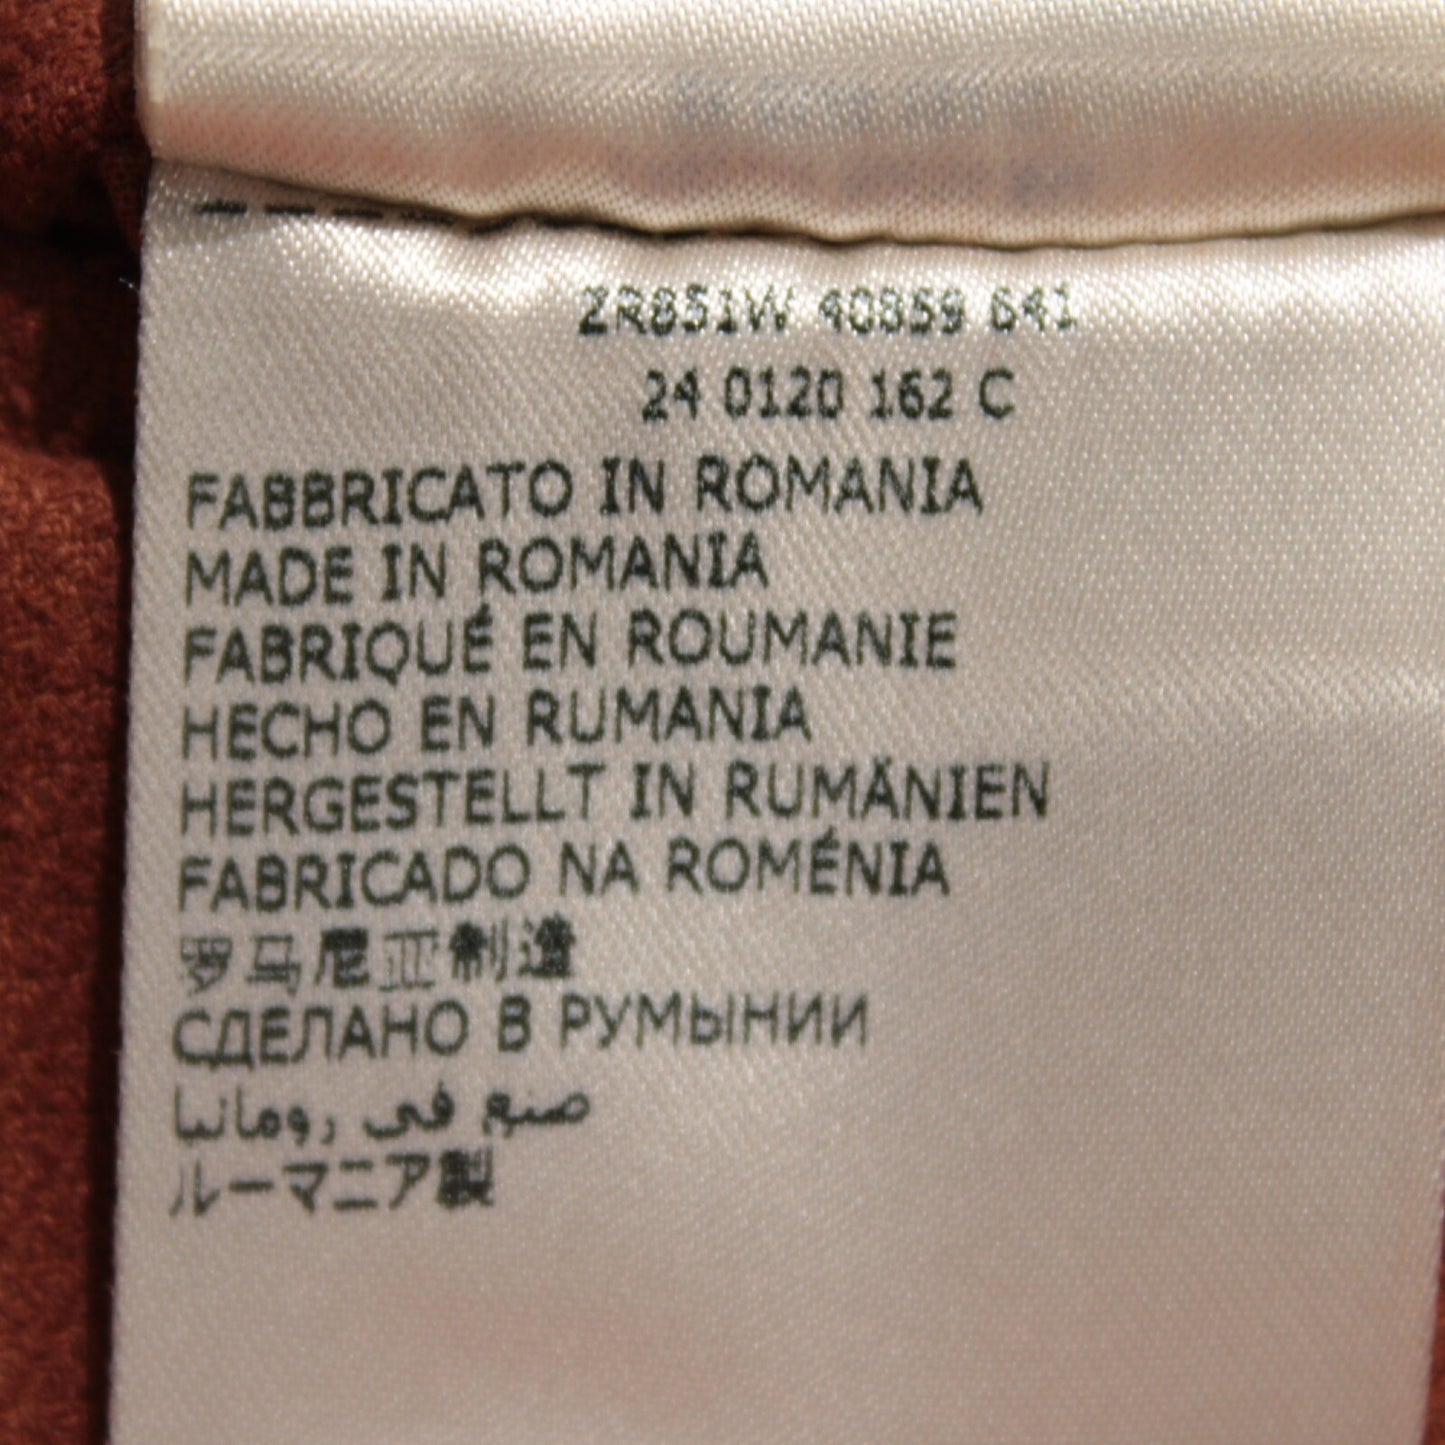 ZR851W 40859 641
24 0120 162 C
FABBRICATO IN ROMANIA
MADE IN ROMANIA
FABRIQUÉ EN ROUMANIE
HECHO EN RUMANIA
HERGESTELLT IN RUMÄNIEN
FABRICADO NA ROMÉNIA
罗马尼亚制造
СДЕЛАНО В РУМЫНИИ
صنع في رومانيا
ルーマニア製